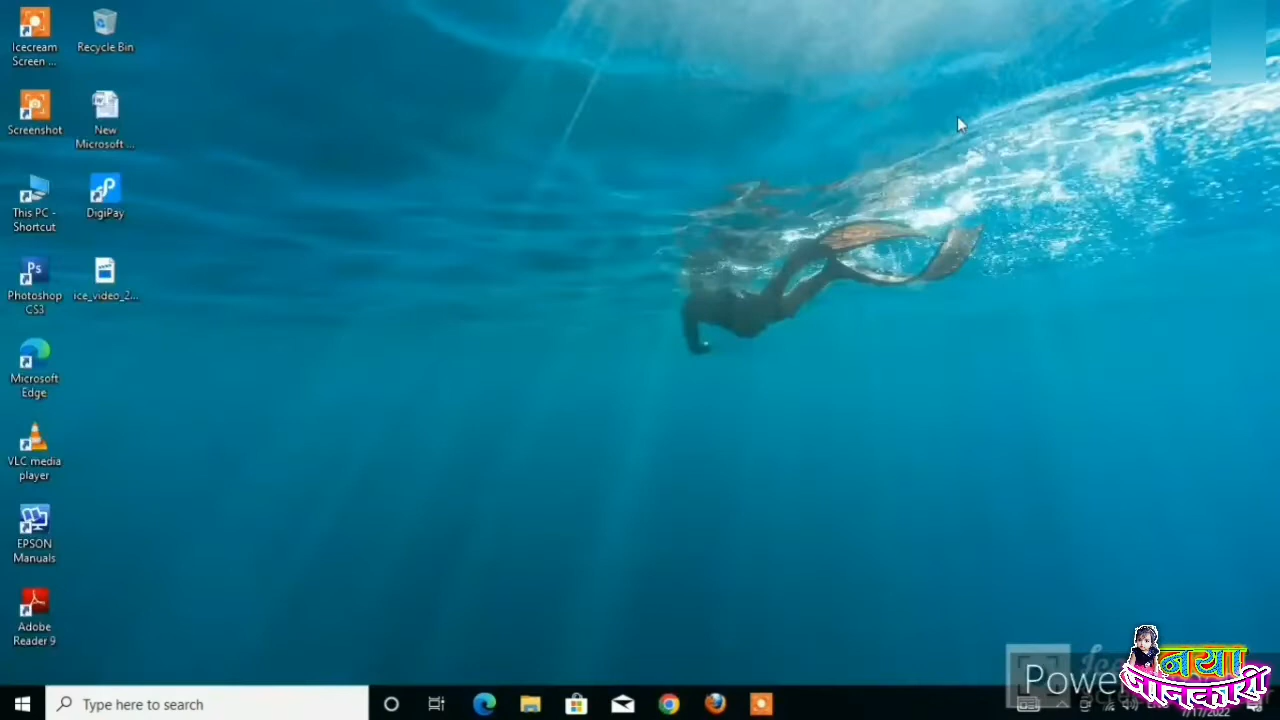 Icecream
Screen ...
Recycle Bin
Screenshot
New
Microsoft ...
This PC -
Shortcut
DigiPay
Photoshop
CS3
ice_video_2...
Microsoft
Edge
VLC media
player
EPSON
Manuals
Adobe
Reader 9
Type here to search
Power
नया
जानकारी